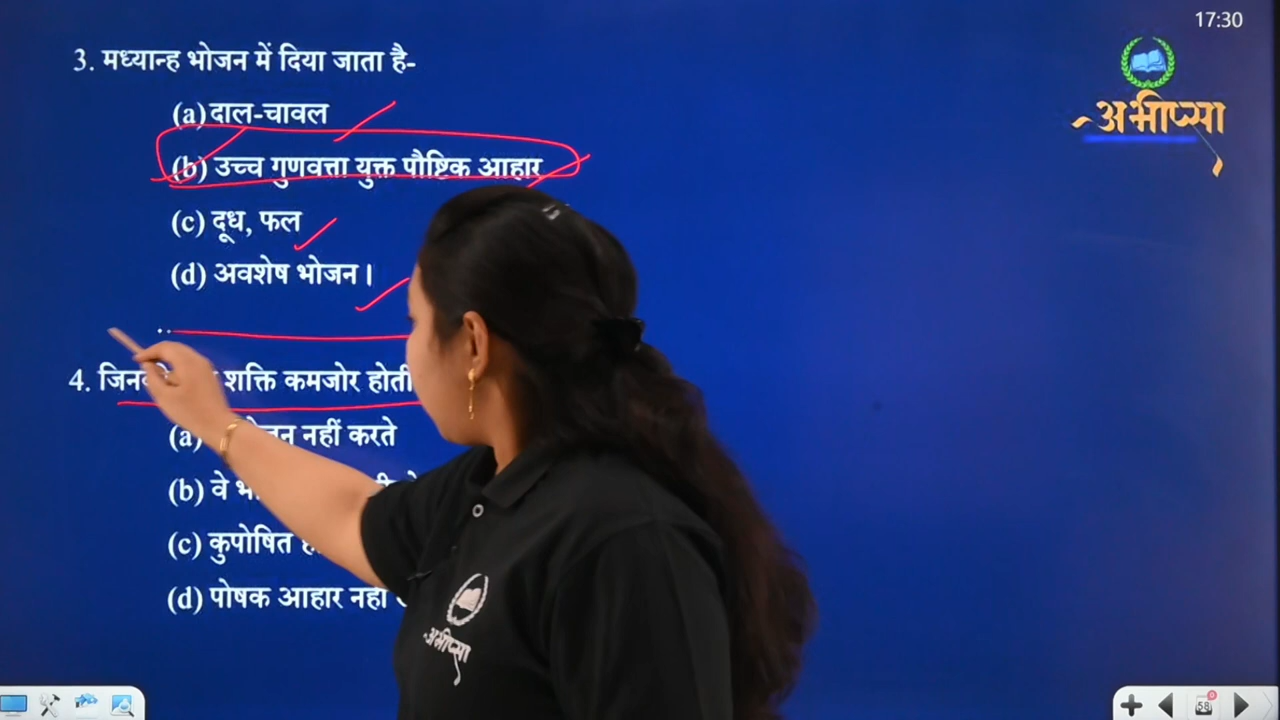 17:30
अभीप्सा
3. मध्यान्ह भोजन में दिया जाता है-
(a) दाल-चावल
(b) उच्च गुणवत्ता युक्त पौष्टिक आहार
(c) दूध, फल
(d) अवशेष भोजन।
4. शक्ति कमजोर होती
(a) नहीं करते
(b) वे
(c) कुपोषित
(d) पोषक आहार
अभीप्सा
58